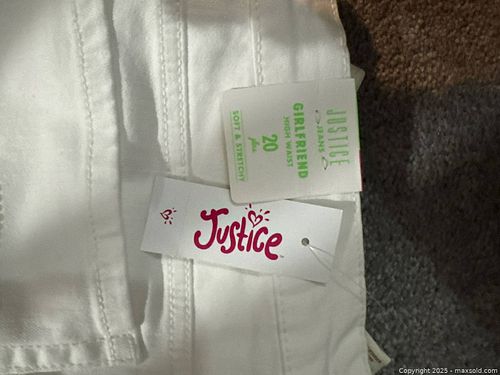 JUSTICE
JEANS
GIRLFRIEND
HIGH WAIST
20
plus
SOFT & STRETCHY
Justice
Copyright 2025 - maxsold.com